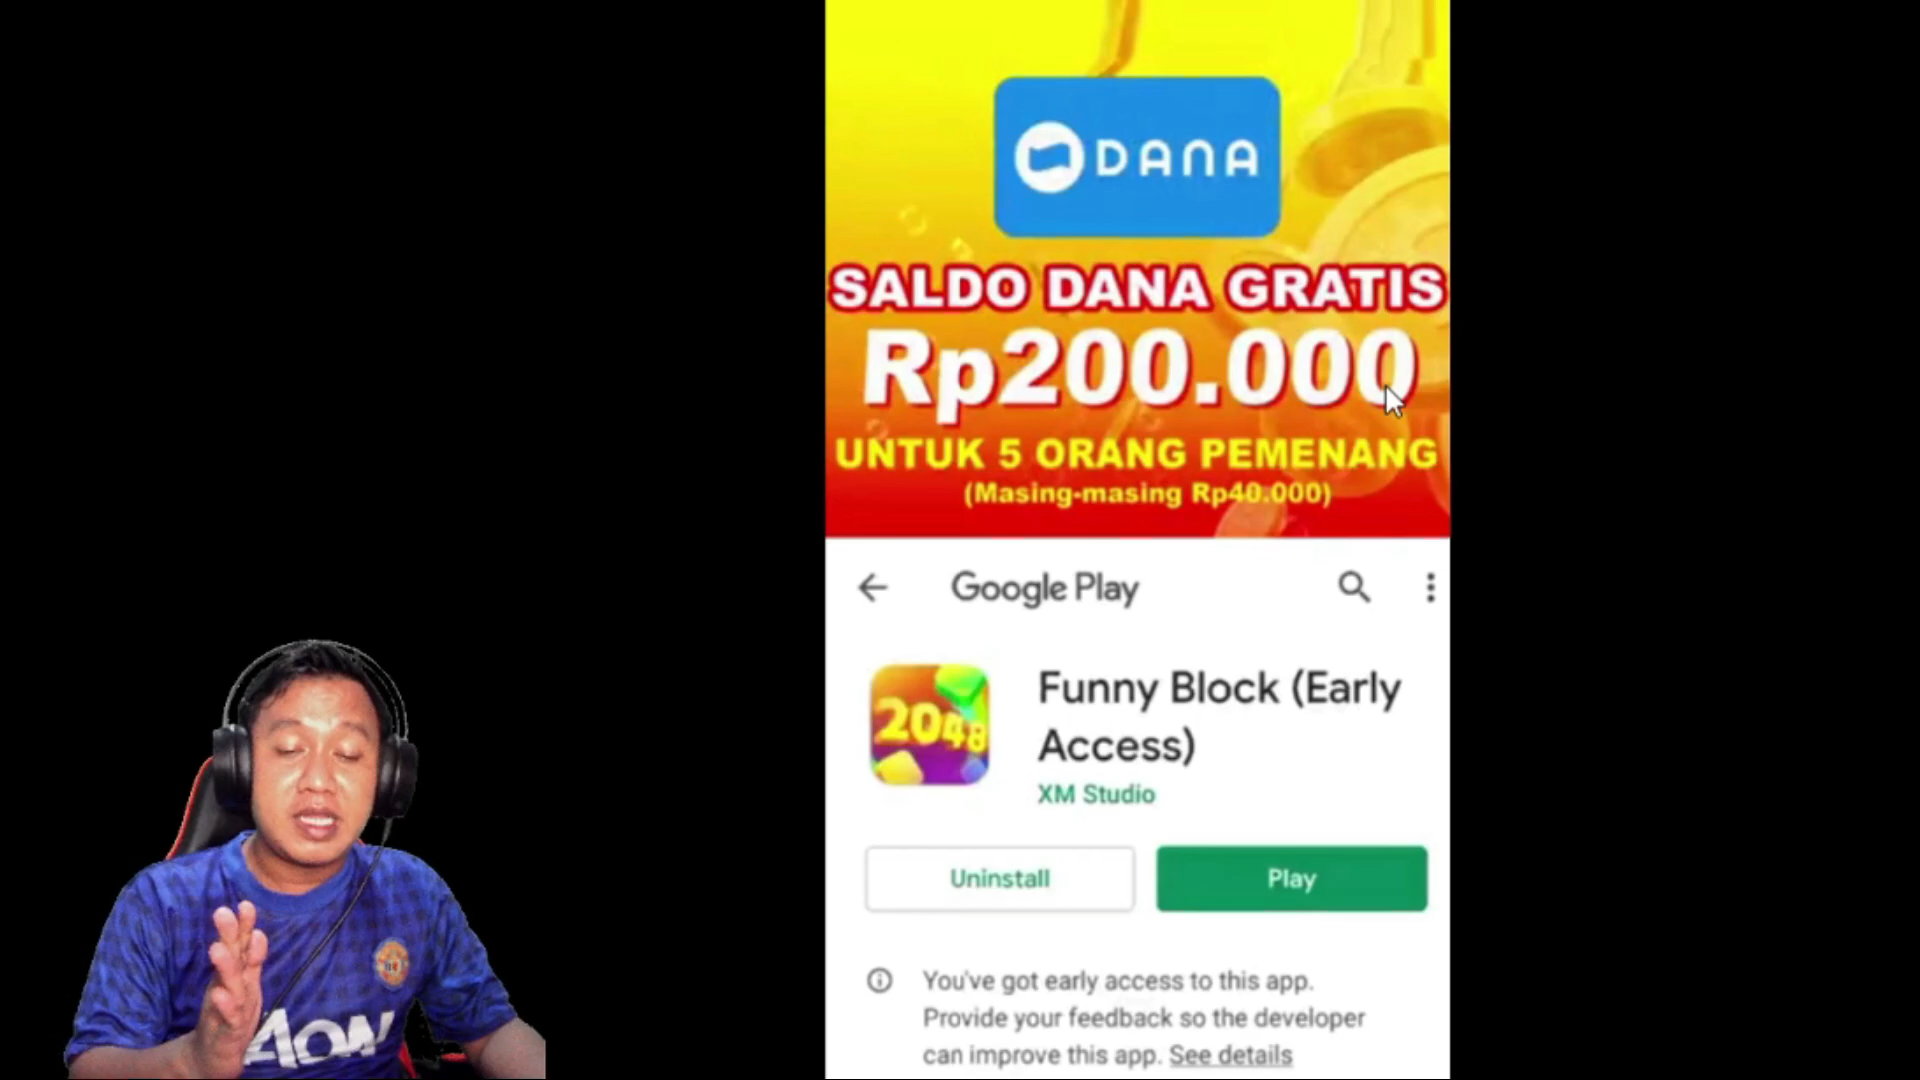 DANA
SALDO DANA GRATIS
Rp200.000
UNTUK 5 ORANG PEMENANG
(Masing-masing Rp40.000)
Google Play
2048
Funny Block (Early
Access)
XM Studio
Uninstall
Play
You've got early access to this app.
Provide your feedback so the developer
can improve this app. See details
AON